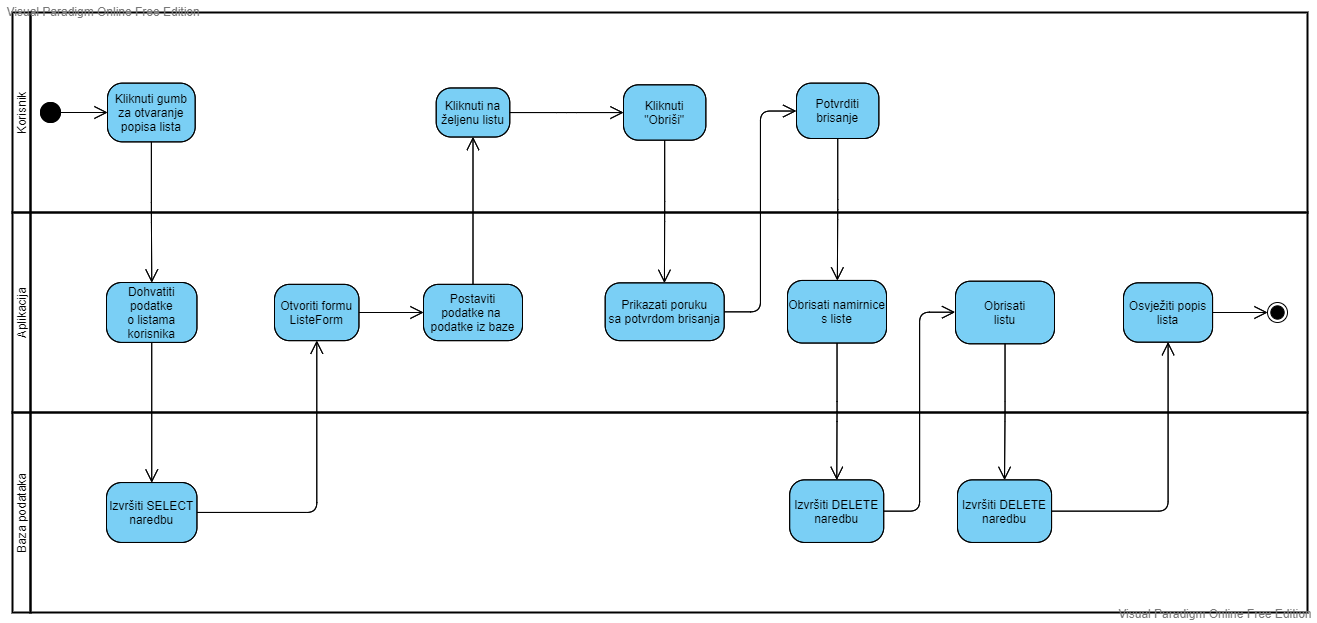 Visual Paradigm Online Free Edition
Korisnik
Kliknuti gumb
za otvaranje
popisa lista
Kliknuti na
željenu listu
Kliknuti
"Obriši"
Potvrditi
brisanje
Aplikacija
Dohvatiti
podatke
o listama
korisnika
Otvoriti formu
ListeForm
Postaviti
podatke na
podatke iz baze
Prikazati poruku
sa potvrdom brisanja
Obrisati namirnice
s liste
Obrisati
listu
Osvježiti popis
lista
Baza podataka
Izvršiti SELECT
naredbu
Izvršiti DELETE
naredbu
Izvršiti DELETE
naredbu
Visual Paradigm Online Free Edition